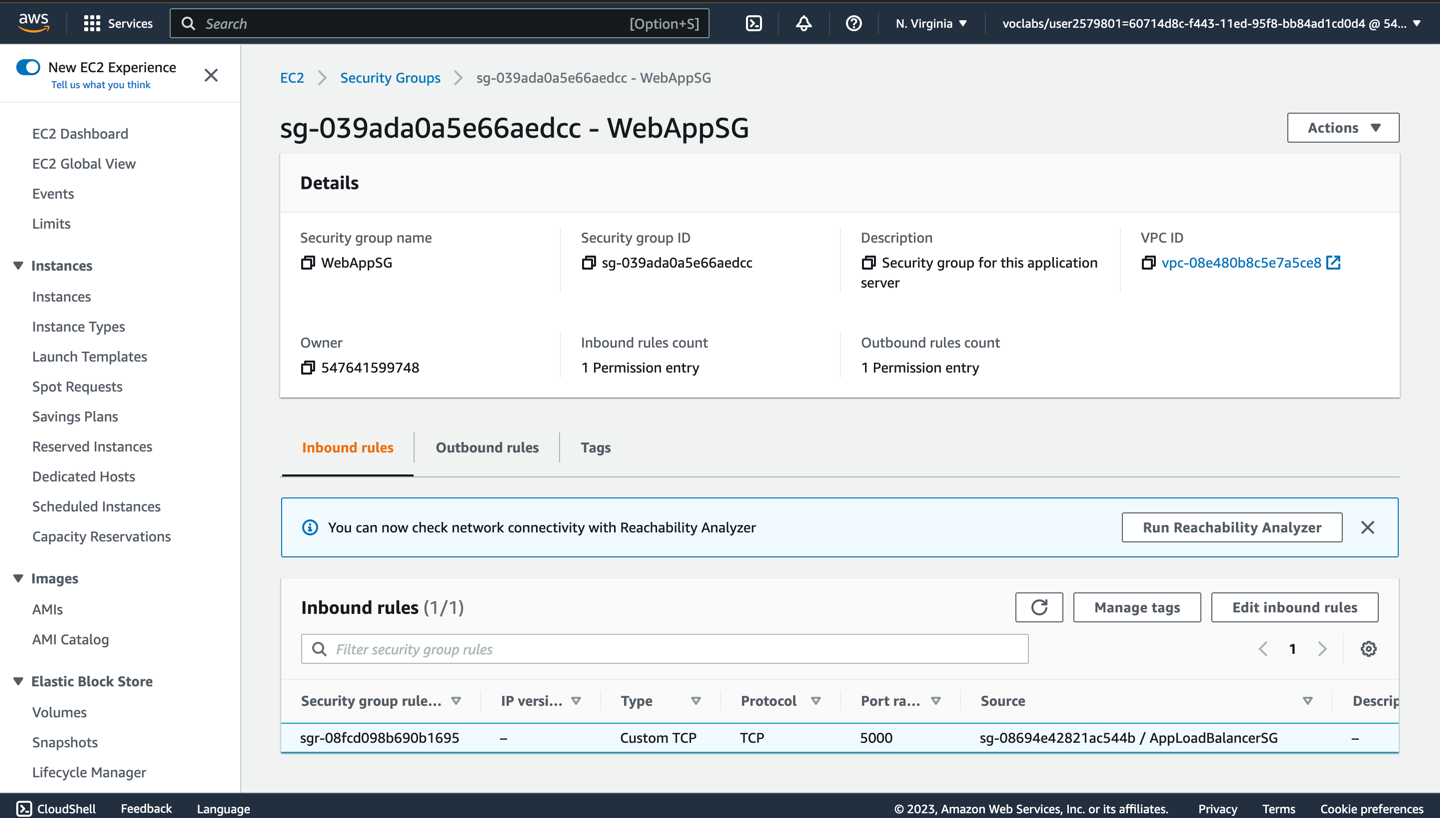 aws Services Search [Option+S] N. Virginia voclabs/user2579801=60714d8c-f443-11ed-95f8-bb84ad1cd0d4 @ 54...
New EC2 Experience
Tell us what you think
EC2 Dashboard
EC2 Global View
Events
Limits
Instances
Instances
Instance Types
Launch Templates
Spot Requests
Savings Plans
Reserved Instances
Dedicated Hosts
Scheduled Instances
Capacity Reservations
Images
AMIs
AMI Catalog
Elastic Block Store
Volumes
Snapshots
Lifecycle Manager
EC2 Security Groups sg-039ada0a5e66aedcc - WebAppSG
sg-039ada0a5e66aedcc - WebAppSG
Actions
Details
Security group name
WebAppSG
Security group ID
sg-039ada0a5e66aedcc
Description
Security group for this application
server
VPC ID
vpc-08e480b8c5e7a5ce8
Owner
547641599748
Inbound rules count
1 Permission entry
Outbound rules count
1 Permission entry
Inbound rules Outbound rules Tags
You can now check network connectivity with Reachability Analyzer Run Reachability Analyzer
Inbound rules (1/1) Manage tags Edit inbound rules
Filter security group rules 1
Security group rule... IP versi... Type Protocol Port ra... Source Descrip
sgr-08fcd098b690b1695 – Custom TCP TCP 5000 sg-08694e42821ac544b / AppLoadBalancerSG –
CloudShell Feedback Language © 2023, Amazon Web Services, Inc. or its affiliates. Privacy Terms Cookie preferences